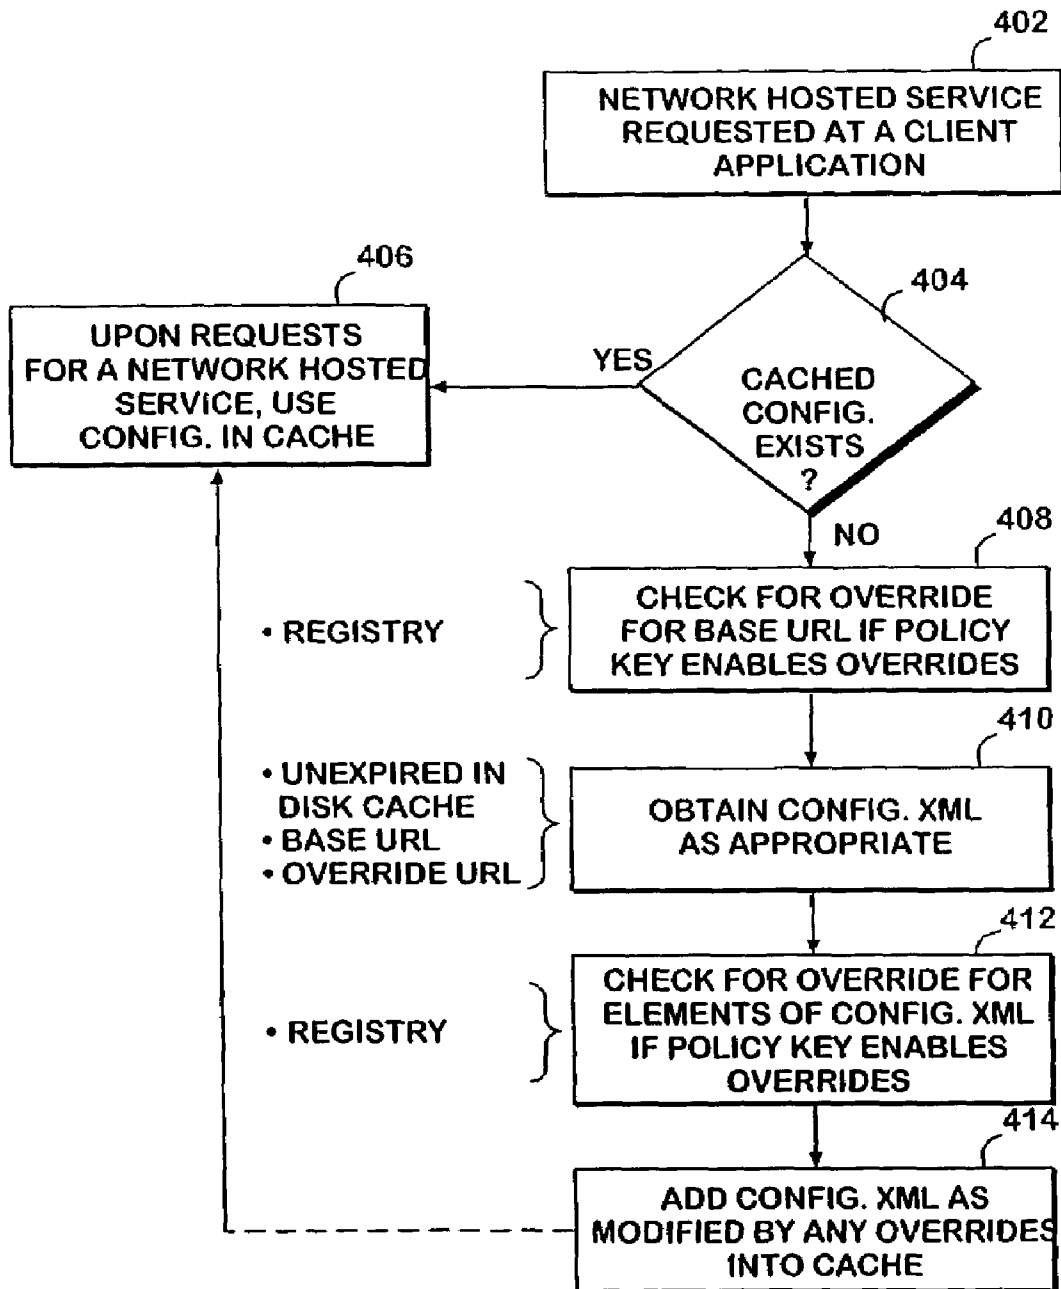 402
NETWORK HOSTED SERVICE
REQUESTED AT A CLIENT
APPLICATION
404
CACHED
CONFIG.
EXISTS
?
YES
406
UPON REQUESTS
FOR A NETWORK HOSTED
SERVICE, USE
CONFIG. IN CACHE
NO
408
CHECK FOR OVERRIDE
FOR BASE URL IF POLICY
KEY ENABLES OVERRIDES
• REGISTRY
410
OBTAIN CONFIG. XML
AS APPROPRIATE
• UNEXPIRED IN
DISK CACHE
• BASE URL
• OVERRIDE URL
412
CHECK FOR OVERRIDE FOR
ELEMENTS OF CONFIG. XML
IF POLICY KEY ENABLES
OVERRIDES
• REGISTRY
414
ADD CONFIG. XML AS
MODIFIED BY ANY OVERRIDES
INTO CACHE